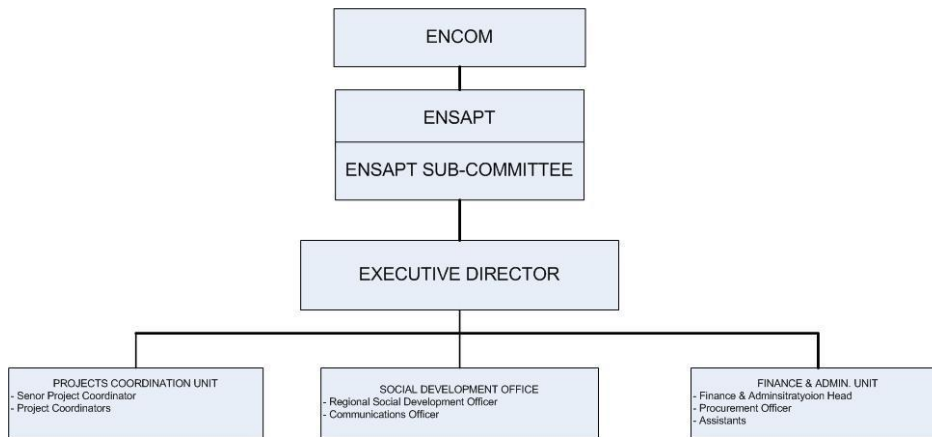 ENCOM
ENSAPT
ENSAPT SUB-COMMITTEE
EXECUTIVE DIRECTOR
PROJECTS COORDINATION UNIT
- Senor Project Coordinator
- Project Coordinators
SOCIAL DEVELOPMENT OFFICE
- Regional Social Development Officer
- Communications Officer
FINANCE & ADMIN. UNIT
- Finance & Adminsitratyoion Head
- Procurement Officer
- Assistants